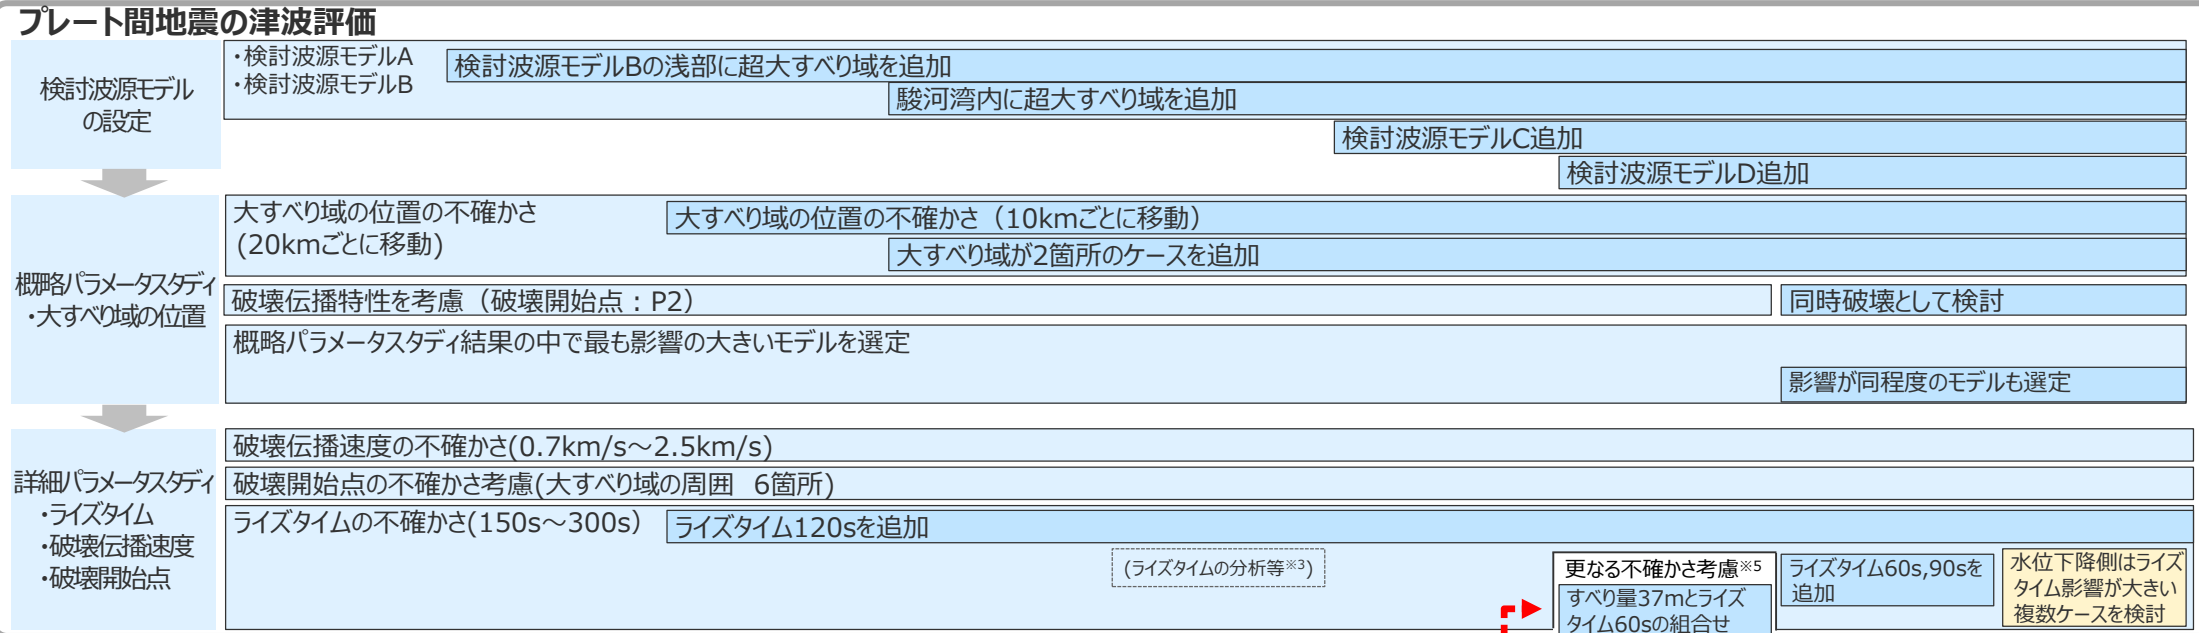 プレート間地震の津波評価
検討波源モデル
の設定
・検討波源モデルA
・検討波源モデルB
検討波源モデルBの浅部に超大すべり域を追加
駿河湾内に超大すべり域を追加
検討波源モデルC追加
検討波源モデルD追加
概略パラメータスタディ
・大すべり域の位置
大すべり域の位置の不確かさ
(20kmごとに移動)
大すべり域の位置の不確かさ（10kmごとに移動）
大すべり域が2箇所のケースを追加
破壊伝播特性を考慮（破壊開始点：P2）
同時破壊として検討
概略パラメータスタディ結果の中で最も影響の大きいモデルを選定
影響が同程度のモデルも選定
詳細パラメータスタディ
・ライズタイム
・破壊伝播速度
・破壊開始点
破壊伝播速度の不確かさ(0.7km/s～2.5km/s)
破壊開始点の不確かさ考慮(大すべり域の周囲　6箇所)
ライズタイムの不確かさ(150s～300s）
ライズタイム120sを追加
(ライズタイムの分析等※3)
更なる不確かさ考慮※5
すべり量37mとライズ
タイム60sの組合せ
ライズタイム60s,90sを
追加
水位下降側はライズ
タイム影響が大きい
複数ケースを検討